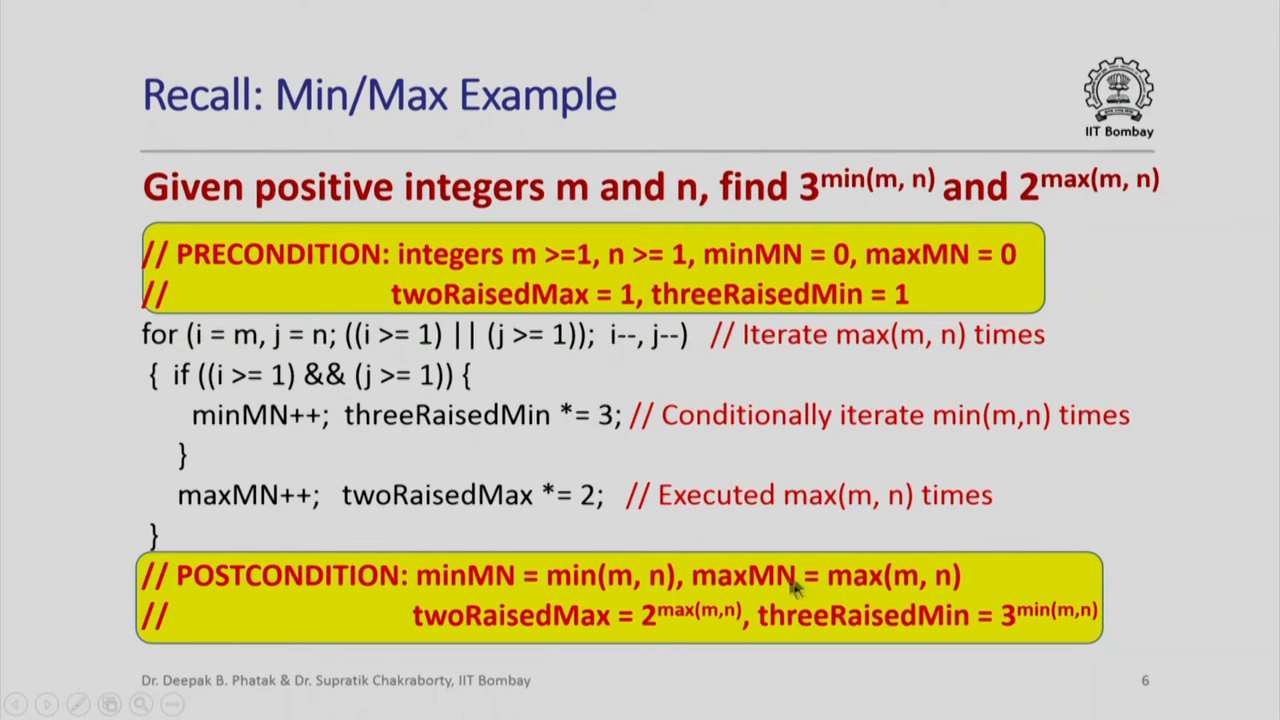 Recall: Min/Max Example
IIT Bombay
Given positive integers m and n, find 3^min(m, n) and 2^max(m, n)
// PRECONDITION: integers m >=1, n >= 1, minMN = 0, maxMN = 0
// twoRaisedMax = 1, threeRaisedMin = 1
for (i = m, j = n; ((i >= 1) || (j >= 1)); i--, j--) // Iterate max(m, n) times
{ if ((i >= 1) && (j >= 1)) {
minMN++; threeRaisedMin *= 3; // Conditionally iterate min(m,n) times
}
maxMN++; twoRaisedMax *= 2; // Executed max(m, n) times
}
// POSTCONDITION: minMN = min(m, n), maxMN = max(m, n)
// twoRaisedMax = 2^max(m,n), threeRaisedMin = 3^min(m,n)
Dr. Deepak B. Phatak & Dr. Supratik Chakraborty, IIT Bombay
6